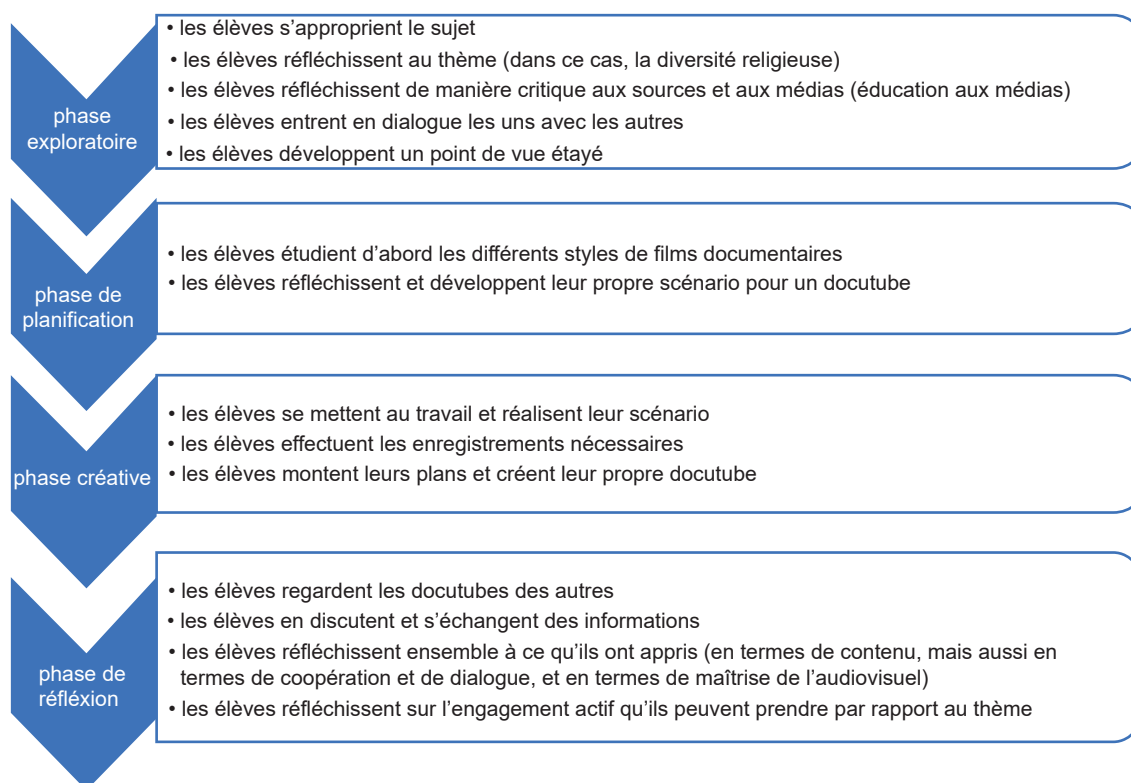 phase
exploratoire
• les élèves s’approprient le sujet
• les élèves réfléchissent au thème (dans ce cas, la diversité religieuse)
• les élèves réfléchissent de manière critique aux sources et aux médias (éducation aux médias)
• les élèves entrent en dialogue les uns avec les autres
• les élèves développent un point de vue étayé
phase de
planification
• les élèves étudient d’abord les différents styles de films documentaires
• les élèves réfléchissent et développent leur propre scénario pour un docutube
phase créative
• les élèves se mettent au travail et réalisent leur scénario
• les élèves effectuent les enregistrements nécessaires
• les élèves montent leurs plans et créent leur propre docutube
phase de
réfléxion
• les élèves regardent les docutubes des autres
• les élèves en discutent et s’échangent des informations
• les élèves réfléchissent ensemble à ce qu’ils ont appris (en termes de contenu, mais aussi en
termes de coopération et de dialogue, et en termes de maîtrise de l’audiovisuel)
• les élèves réfléchissent sur l’engagement actif qu’ils peuvent prendre par rapport au thème